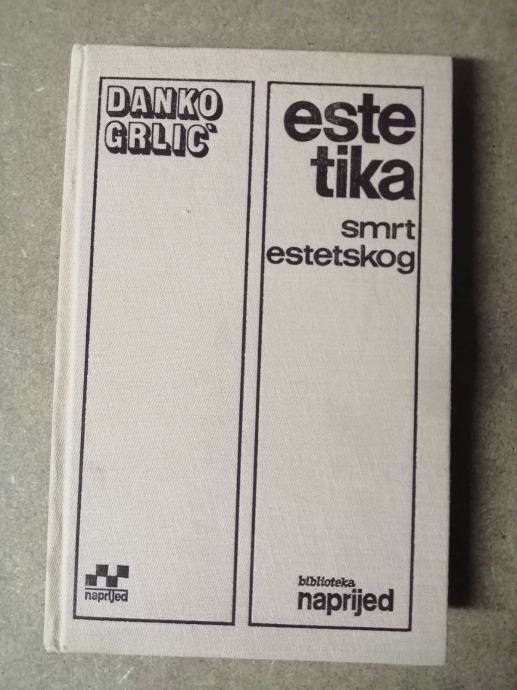 DANKO
GRLIĆ
este
tika
smrt
estetskog
naprijed
biblioteka
naprijed